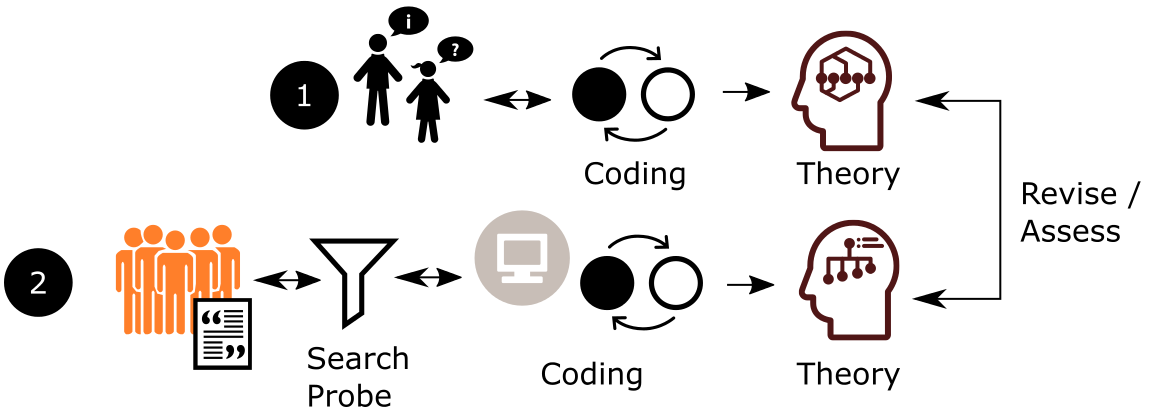 i
?
1
Coding
Theory
Revise /
Assess
2
“
”
Search
Probe
Coding
Theory